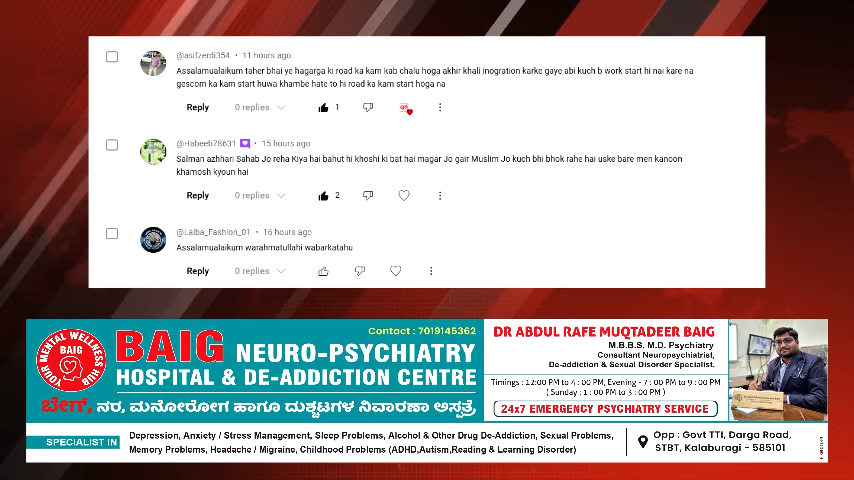 @asifzerdi354 • 11 hours ago
Assalamualaikum taher bhai ye hagarga ki road ka kam kab chalu hoga akhir khali inogration karke gaye abi kuch b work start hi nai kare na
gescom ka kam start huwa khambe hate to hi road ka kam start hoga na
Reply 0 replies 1
@Habeeb78631 • 15 hours ago
Salman azhhari Sahab Jo reha Kiya hai bahut hi khoshi ki bat hai magar Jo gair Muslim Jo kuch bhi bhok rahe hai uske bare men kanoon
khamosh kyoun hai
Reply 0 replies 2
@Laiba_Fashion_01 • 16 hours ago
Assalamualaikum warahmatullahi wabarkatahu
Reply 0 replies
YOUR MENTAL WELLNESS HUB
BAIG
Contact : 7019145362
BAIG NEURO-PSYCHIATRY
HOSPITAL & DE-ADDICTION CENTRE
ಬೇಗ್, ನರ, ಮನೋರೋಗ ಹಾಗೂ ದುಶ್ಚಟಗಳ ನಿವಾರಣಾ ಆಸ್ಪತ್ರೆ
DR ABDUL RAFE MUQTADEER BAIG
M.B.B.S, M.D. Psychiatry
Consultant Neuropsychiatrist,
De-addiction & Sexual Disorder Specialist.
Timings : 12:00 PM to 4 : 00 PM, Evening - 7 : 00 PM to 9 : 00 PM
( Sunday : 1 : 00 PM to 3 : 00 PM )
24x7 EMERGENCY PSYCHIATRY SERVICE
SPECIALIST IN
Depression, Anxiety / Stress Management, Sleep Problems, Alcohol & Other Drug De-Addiction, Sexual Problems,
Memory Problems, Headache / Migraine, Childhood Problems (ADHD,Autism,Reading & Learning Disorder)
Opp : Govt TTI, Darga Road,
STBT, Kalaburagi - 585101